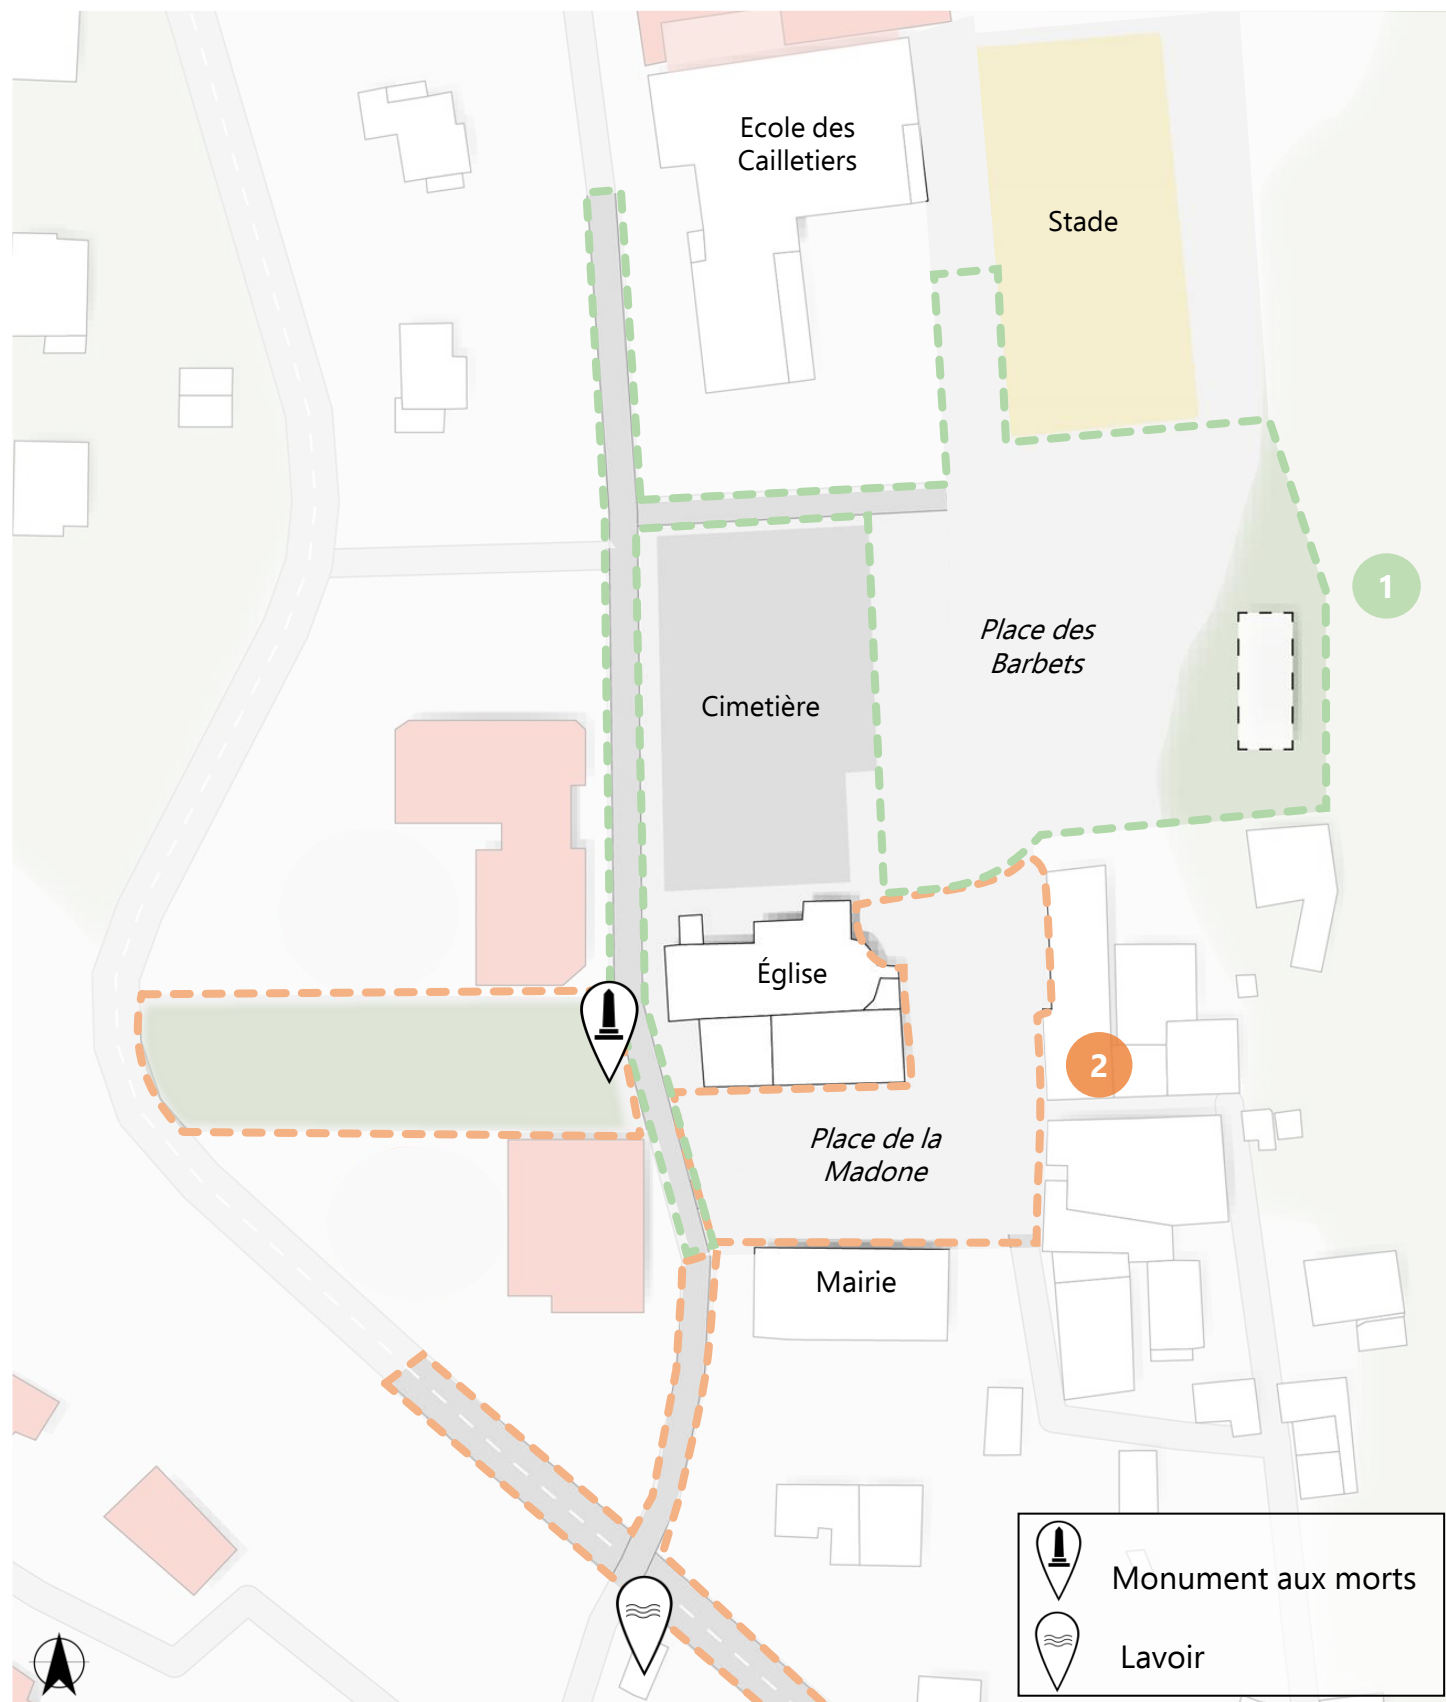 Ecole des
Cailletiers
Stade
1
Place des
Barbets
Cimetière
Église
2
Place de la
Madone
Mairie
Monument aux morts
Lavoir